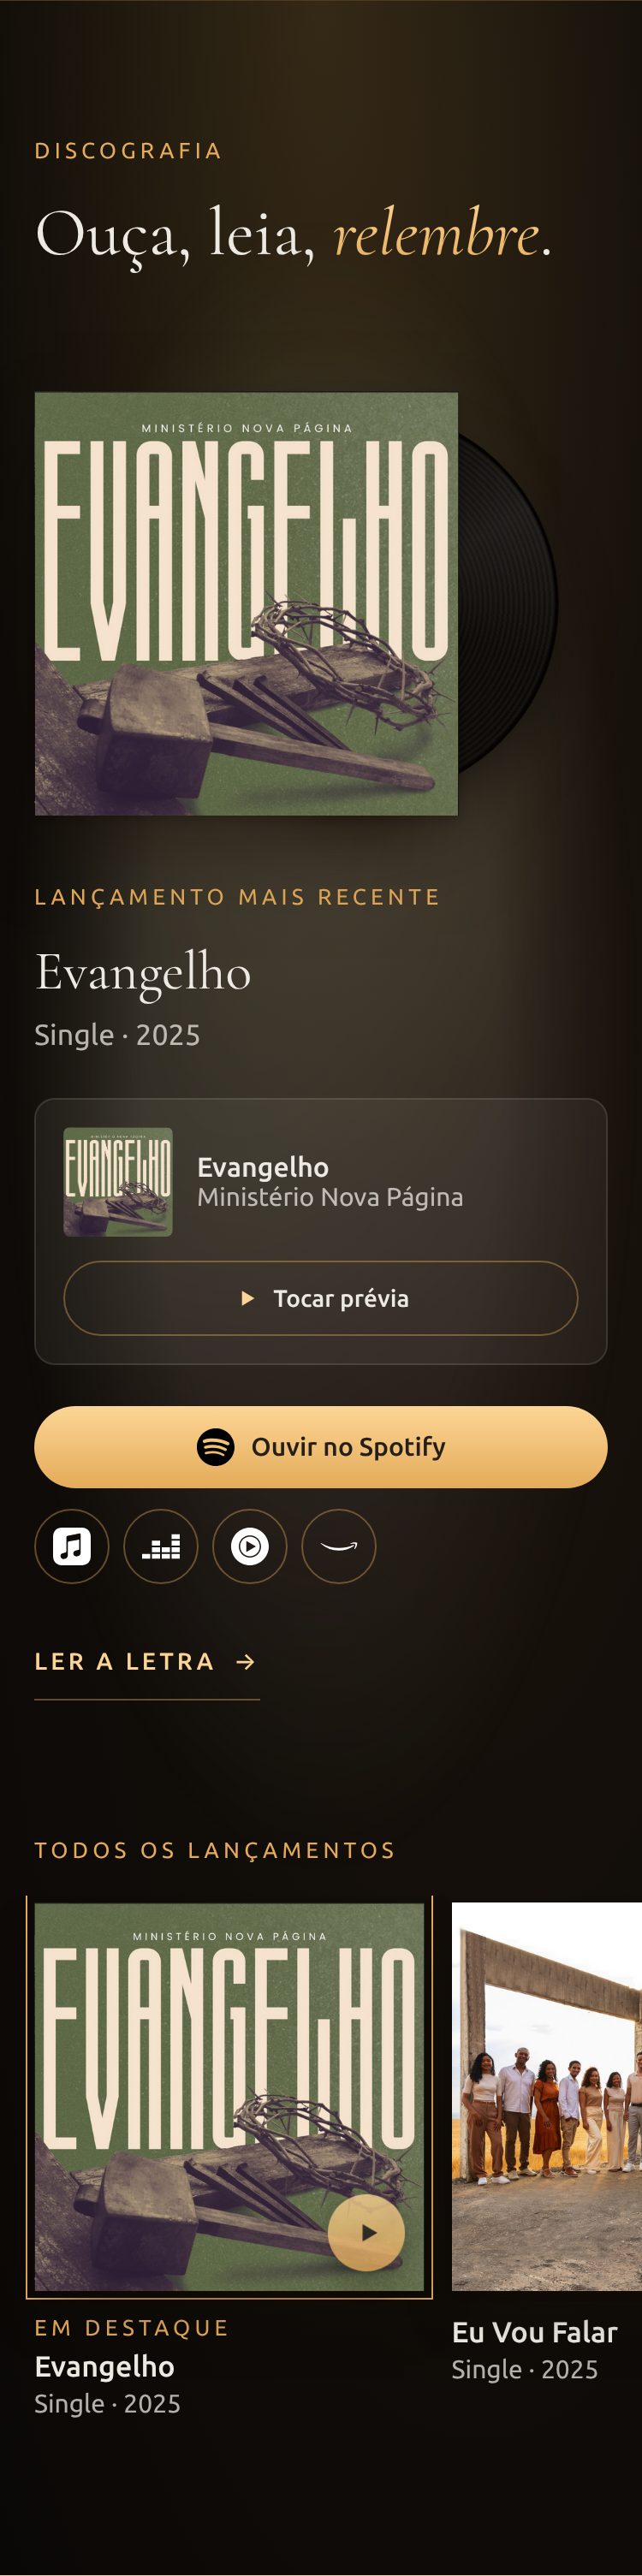 DISCOGRAFIA
Ouça, leia, relembre.
MINISTÉRIO NOVA PÁGINA
EVANGELHO
LANÇAMENTO MAIS RECENTE
Evangelho
Single · 2025
EVANGELHO
Evangelho
Ministério Nova Página
Tocar prévia
Ouvir no Spotify
LER A LETRA →
TODOS OS LANÇAMENTOS
MINISTÉRIO NOVA PÁGINA
EVANGELHO
EM DESTAQUE
Evangelho
Single · 2025
Eu Vou Falar
Single · 2025